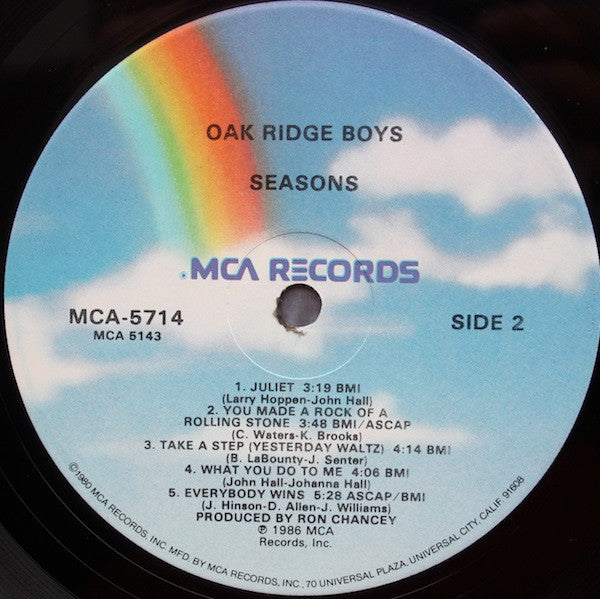 OAK RIDGE BOYS
SEASONS
MCA RECORDS
MCA-5714
MCA 5143
SIDE 2
1. JULIET 3:19 BMI
(Larry Hoppen-John Hall)
2. YOU MADE A ROCK OF A
ROLLING STONE 3:48 BMI/ASCAP
(C. Waters-K. Brooks)
3. TAKE A STEP (YESTERDAY WALTZ) 4:14 BMI
(B. LaBounty-J. Senter)
4. WHAT YOU DO TO ME 4:06 BMI
(John Hall-Johanna Hall)
5. EVERYBODY WINS 5:28 ASCAP/BMI
(J. Hinson-D. Allen-J. Williams)
PRODUCED BY RON CHANCEY
℗ 1986 MCA
Records, Inc.
©1980 MCA RECORDS, INC. MFD. BY MCA RECORDS, INC., 70 UNIVERSAL PLAZA, UNIVERSAL CITY, CALIF. 91608